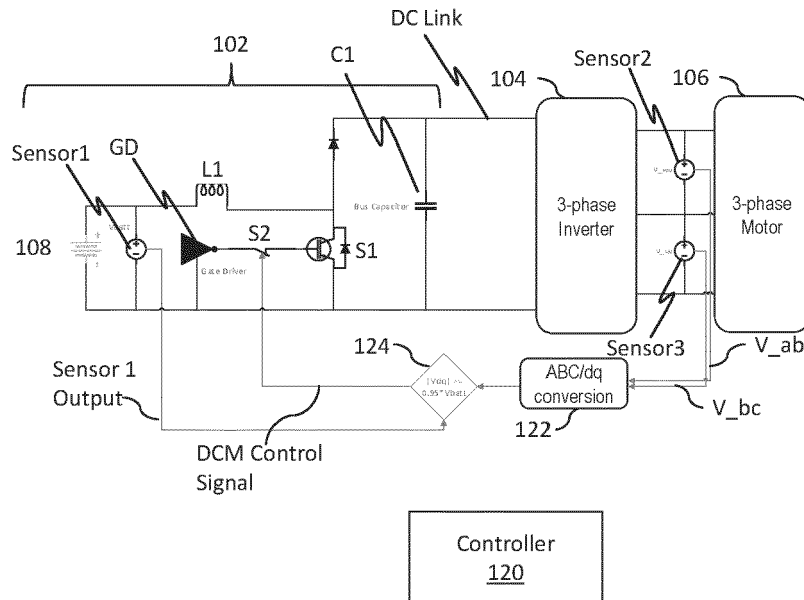 DC Link
102
C1
104
Sensor2
106
Sensor1
GD
L1
Bus Capacitor
3-phase
Inverter
3-phase
Motor
108
S2
S1
Gate Driver
Sensor3
124
V_ab
Sensor 1
Output
ABC/dq
conversion
V_bc
122
DCM Control
Signal
Controller
120